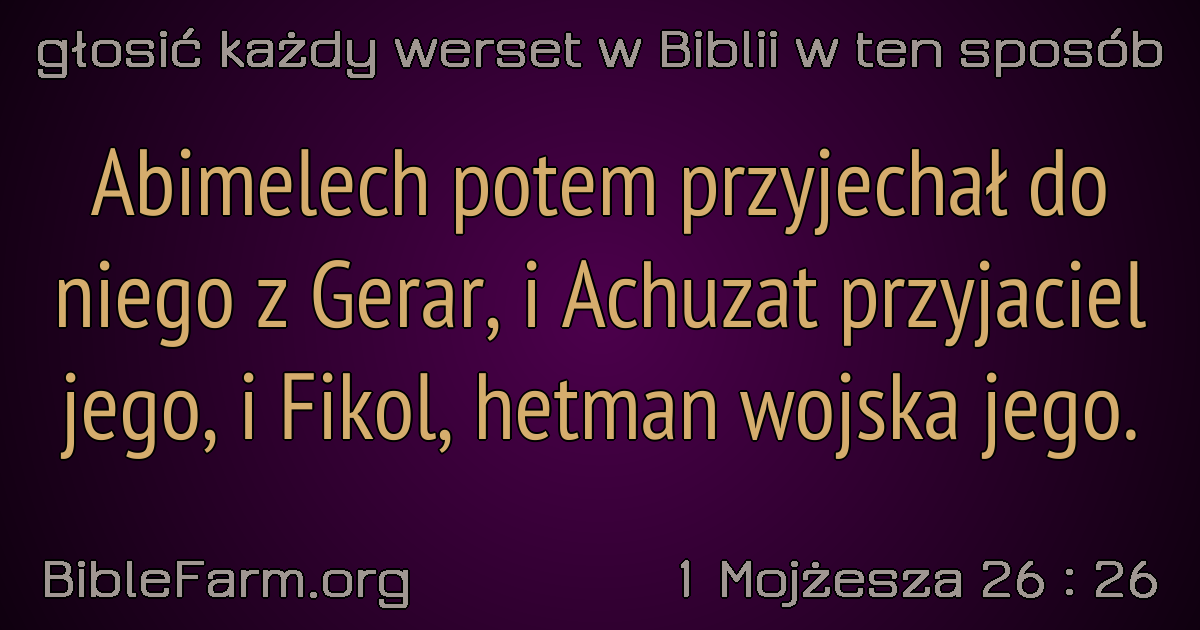 głosić każdy werset w Biblii w ten sposób
Abimelech potem przyjechał do
niego z Gerar, i Achuzat przyjaciel
jego, i Fikol, hetman wojska jego.
BibleFarm.org
1 Mojżesza 26 : 26